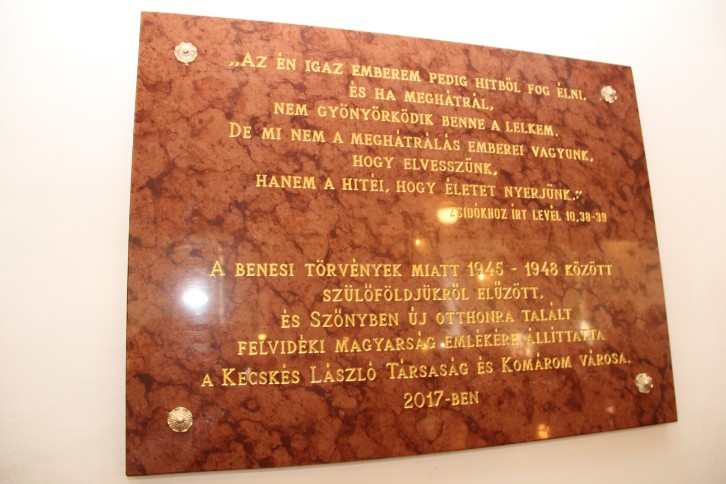 „Az én igaz emberem pedig hitből fog élni,
és ha meghátrál,
nem gyönyörködik benne a lelkem.
De mi nem a meghátrálás emberei vagyunk,
hogy elvesszünk,
hanem a hitéi, hogy életet nyerjünk.”
Zsidókhoz írt levél 10,38-39
A benesi törvények miatt 1945 - 1948 között
szülőföldjükről elűzött,
és Szőnyben új otthonra talált
felvidéki magyarság emlékére állíttatta
a Kecskés László Társaság és Komárom városa.
2017-ben